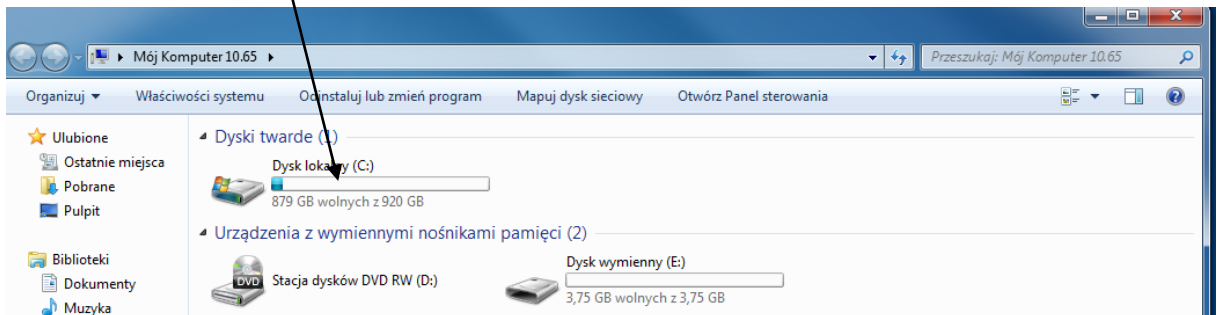 Mój Komputer 10.65
Przeszukaj: Mój Komputer 10.65
Organizuj
Właściwości systemu
Odinstaluj lub zmień program
Mapuj dysk sieciowy
Otwórz Panel sterowania
Ulubione
Ostatnie miejsca
Pobrane
Pulpit
Biblioteki
Dokumenty
Muzyka
Dyski twarde (1)
Dysk lokalny (C:)
879 GB wolnych z 920 GB
Urządzenia z wymiennymi nośnikami pamięci (2)
DVD
Stacja dysków DVD RW (D:)
Dysk wymienny (E:)
3,75 GB wolnych z 3,75 GB